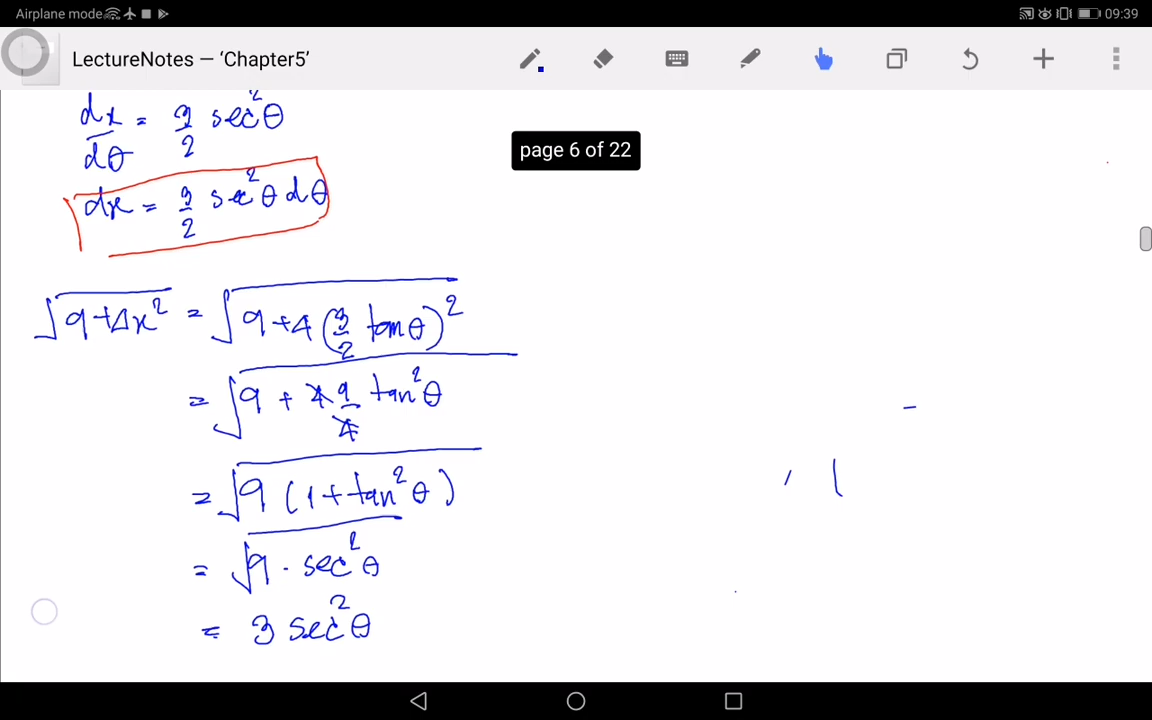 Airplane mode 09:39
LectureNotes – ‘Chapter5’
page 6 of 22
dx/dθ = 3/2 sec²θ
dx = 3/2 sec²θ dθ
√(9+4x²) = √(9+4(3/2 tanθ)²)
= √(9 + 4 9/4 tan²θ)
= √(9 (1+tan²θ))
= √(9 · sec²θ)
= 3 sec²θ